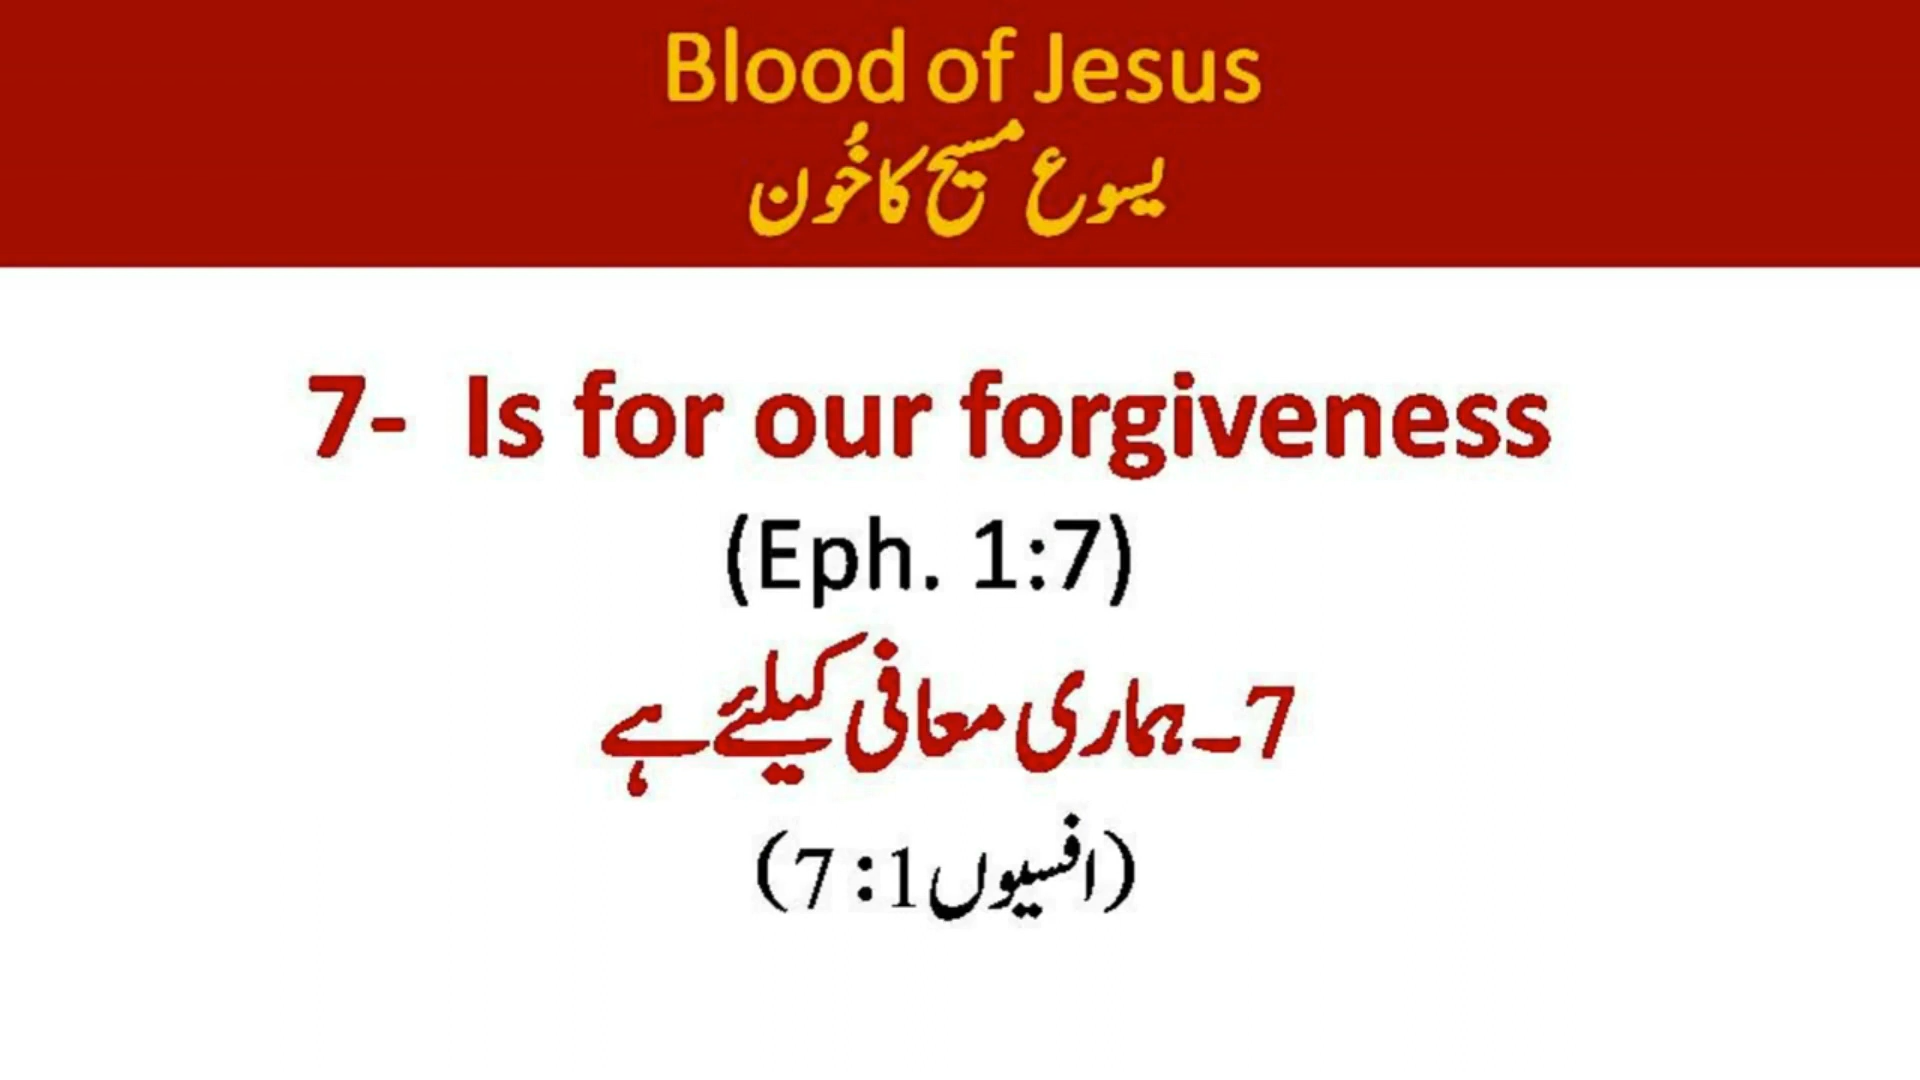 Blood of Jesus
یسوع مسیح کا خُون
7- Is for our forgiveness
(Eph. 1:7)
7۔ ہماری معافی کیلئے ہے
(افسیوں 1:7)